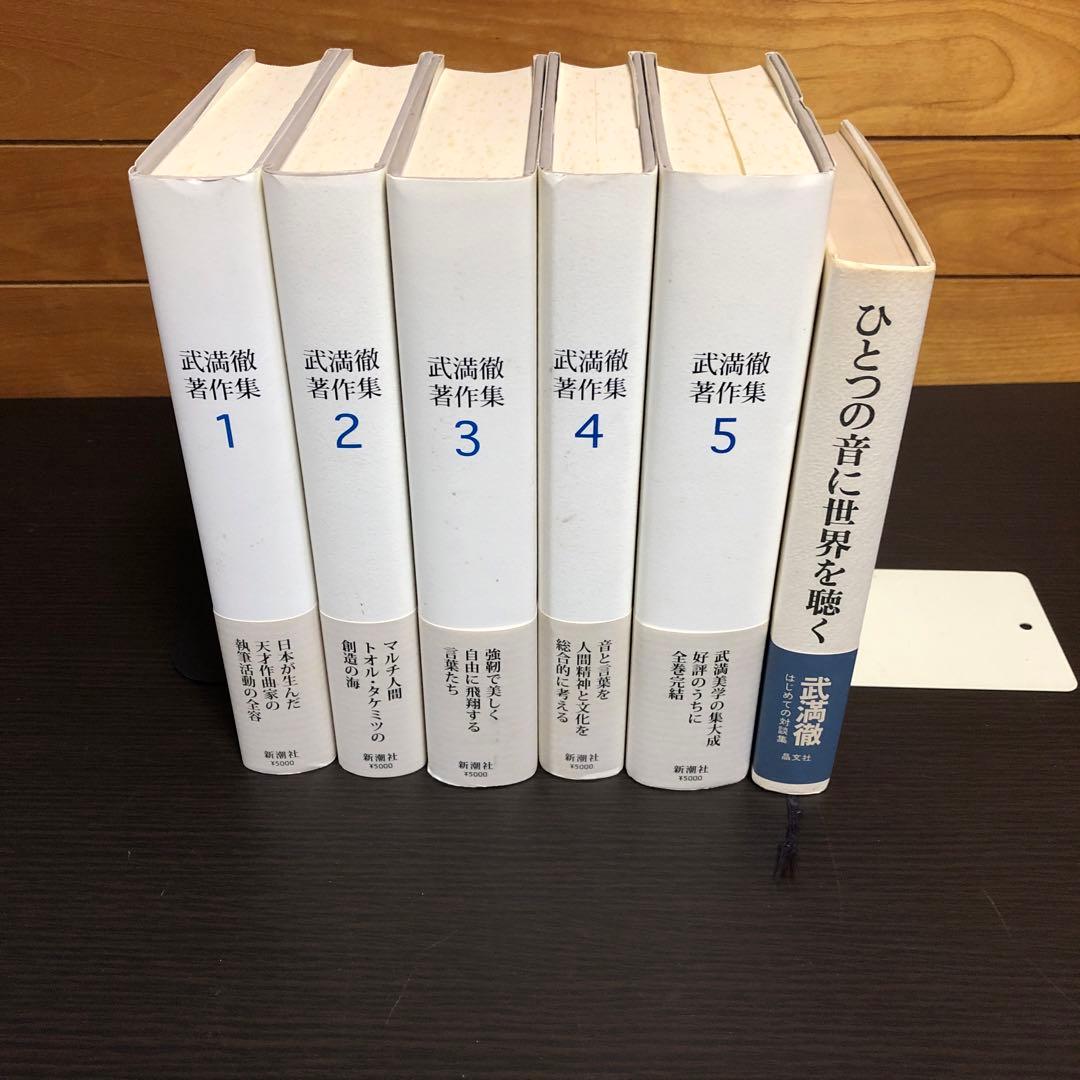 武満徹
著作集
1
日本が生んだ
天才作曲家の
執筆活動の全容
新潮社
¥5000
武満徹
著作集
2
マルチ人間
トオル・タケミツの
創造の海
新潮社
¥5000
武満徹
著作集
3
強靭で美しく
自由に飛翔する
言葉たち
新潮社
¥5000
武満徹
著作集
4
音と言葉を
人間精神と文化を
総合的に考える
新潮社
¥5000
武満徹
著作集
5
武満美学の集大成
好評のうちに
全巻完結
新潮社
¥5000
ひとつの音に世界を聴く
武満徹
はじめての対談集
晶文社